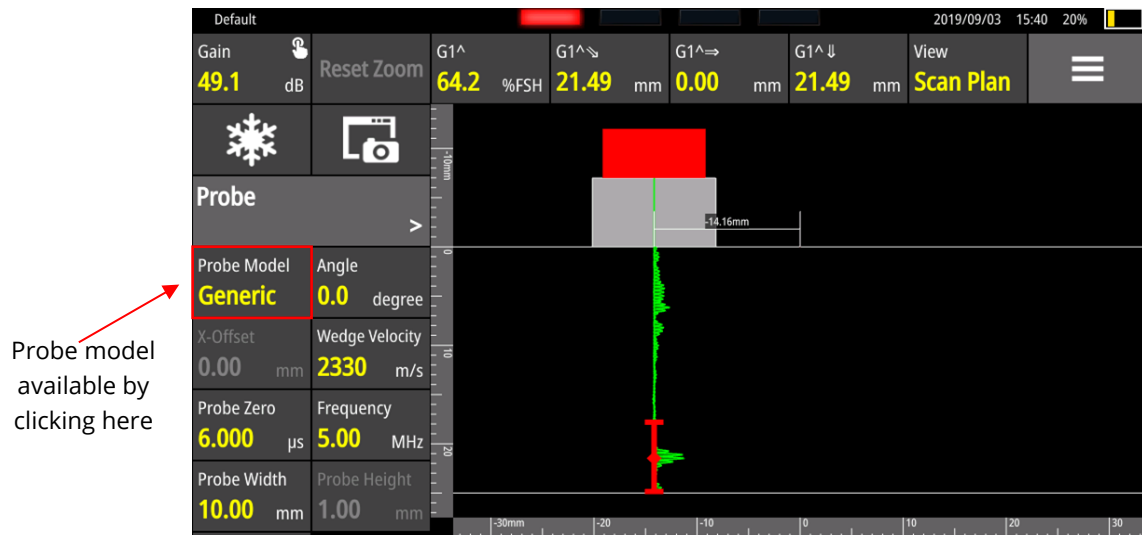 Default
2019/09/03 15:40 20%
Gain
49.1 dB
Reset Zoom
G1^
64.2 %FSH
G1^⇘
21.49 mm
G1^⇒
0.00 mm
G1^⇓
21.49 mm
View
Scan Plan
Probe
>
Probe Model
Generic
Angle
0.0 degree
X-Offset
0.00 mm
Wedge Velocity
2330 m/s
Probe Zero
6.000 µs
Frequency
5.00 MHz
Probe Width
10.00 mm
Probe Height
1.00 mm
-10mm
0
10
20
-14.16mm
-30mm -20 -10 0 10 20 30
Probe model
available by
clicking here